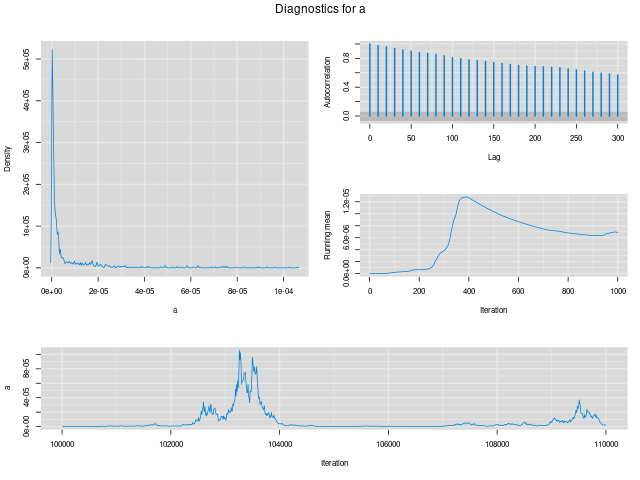 Diagnostics for a
Density
0e+00 1e+05 2e+05 3e+05 4e+05 5e+05
0e+00 2e-05 4e-05 6e-05 8e-05 1e-04
a
Autocorrelation
0.0 0.4 0.8
0 50 100 150 200 250 300
Lag
Running mean
0.0e+00 6.0e-06 1.2e-05
0 200 400 600 800 1000
Iteration
a
0e+00 4e-05 8e-05
100000 102000 104000 106000 108000 110000
Iteration